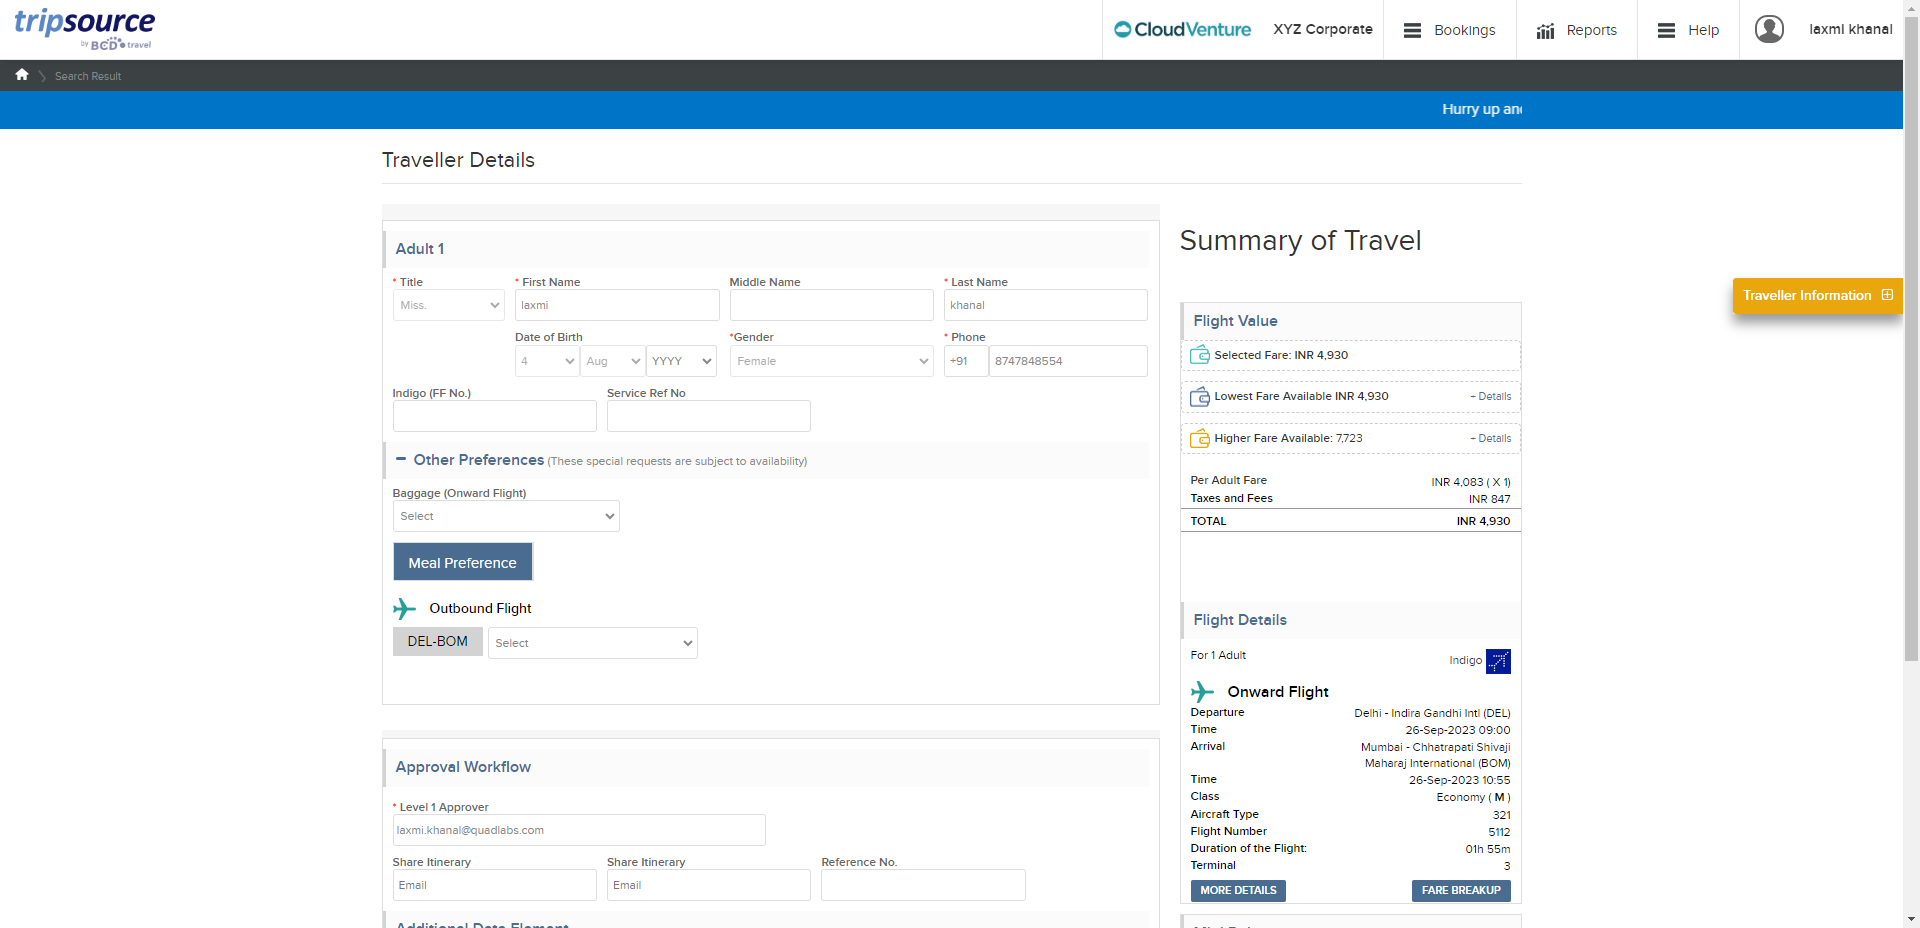 tripsource
by BCD travel
CloudVenture
XYZ Corporate
Bookings
Reports
Help
laxmi khanal
Search Result
Hurry up and
Traveller Details
Adult 1
* Title
* First Name
Middle Name
* Last Name
Miss.
laxmi
khanal
Date of Birth
*Gender
* Phone
4
Aug
YYYY
Female
+91
8747848554
Indigo (FF No.)
Service Ref No
− Other Preferences (These special requests are subject to availability)
Baggage (Onward Flight)
Select
Meal Preference
Outbound Flight
DEL-BOM
Select
Approval Workflow
* Level 1 Approver
laxmi.khanal@quadlabs.com
Share Itinerary
Share Itinerary
Reference No.
Email
Email
Additional Data Element
Summary of Travel
Traveller Information
Flight Value
Selected Fare: INR 4,930
Lowest Fare Available INR 4,930
+ Details
Higher Fare Available: 7,723
+ Details
Per Adult Fare INR 4,083 ( X 1)
Taxes and Fees INR 847
TOTAL INR 4,930
Flight Details
For 1 Adult
Indigo
Onward Flight
Departure Delhi - Indira Gandhi Intl (DEL)
Time 26-Sep-2023 09:00
Arrival Mumbai - Chhatrapati Shivaji
Maharaj International (BOM)
Time 26-Sep-2023 10:55
Class Economy ( M )
Aircraft Type 321
Flight Number 5112
Duration of the Flight: 01h 55m
Terminal 3
MORE DETAILS
FARE BREAKUP